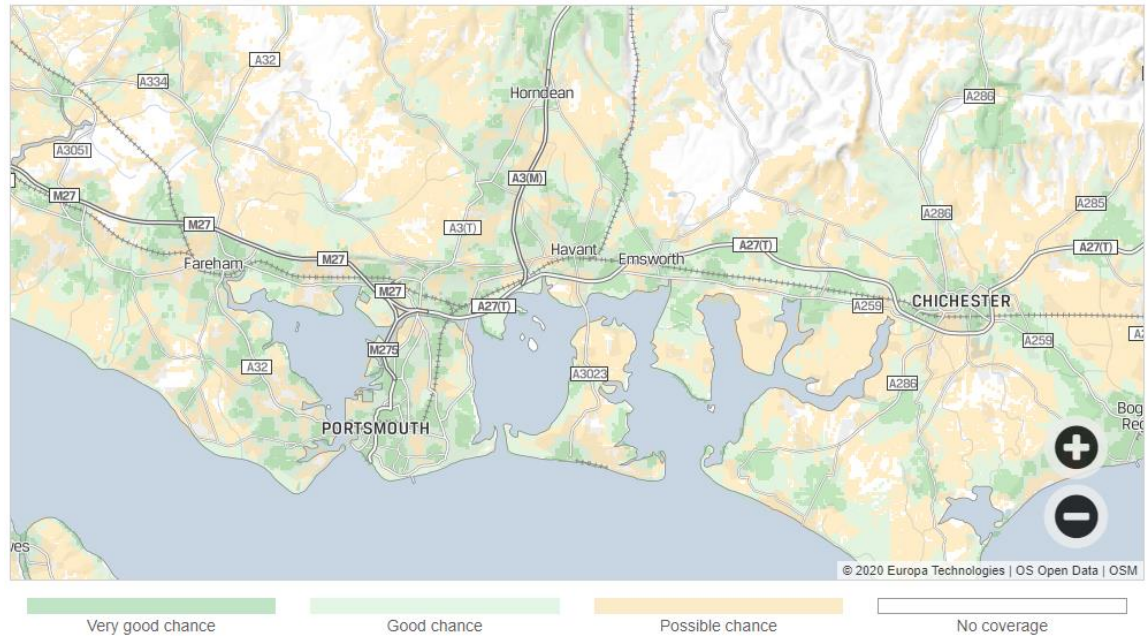 A32
A334
Horndean
A286
A3051
A3(M)
M27
A286
A285
M27
A3(T)
Havant
Emsworth
A27(T)
A27(T)
Fareham
M27
M27
A27(T)
A259
CHICHESTER
M275
A259
A32
A3023
A286
PORTSMOUTH
Bog
Reg
+
−
wes
© 2020 Europa Technologies | OS Open Data | OSM
Very good chance
Good chance
Possible chance
No coverage